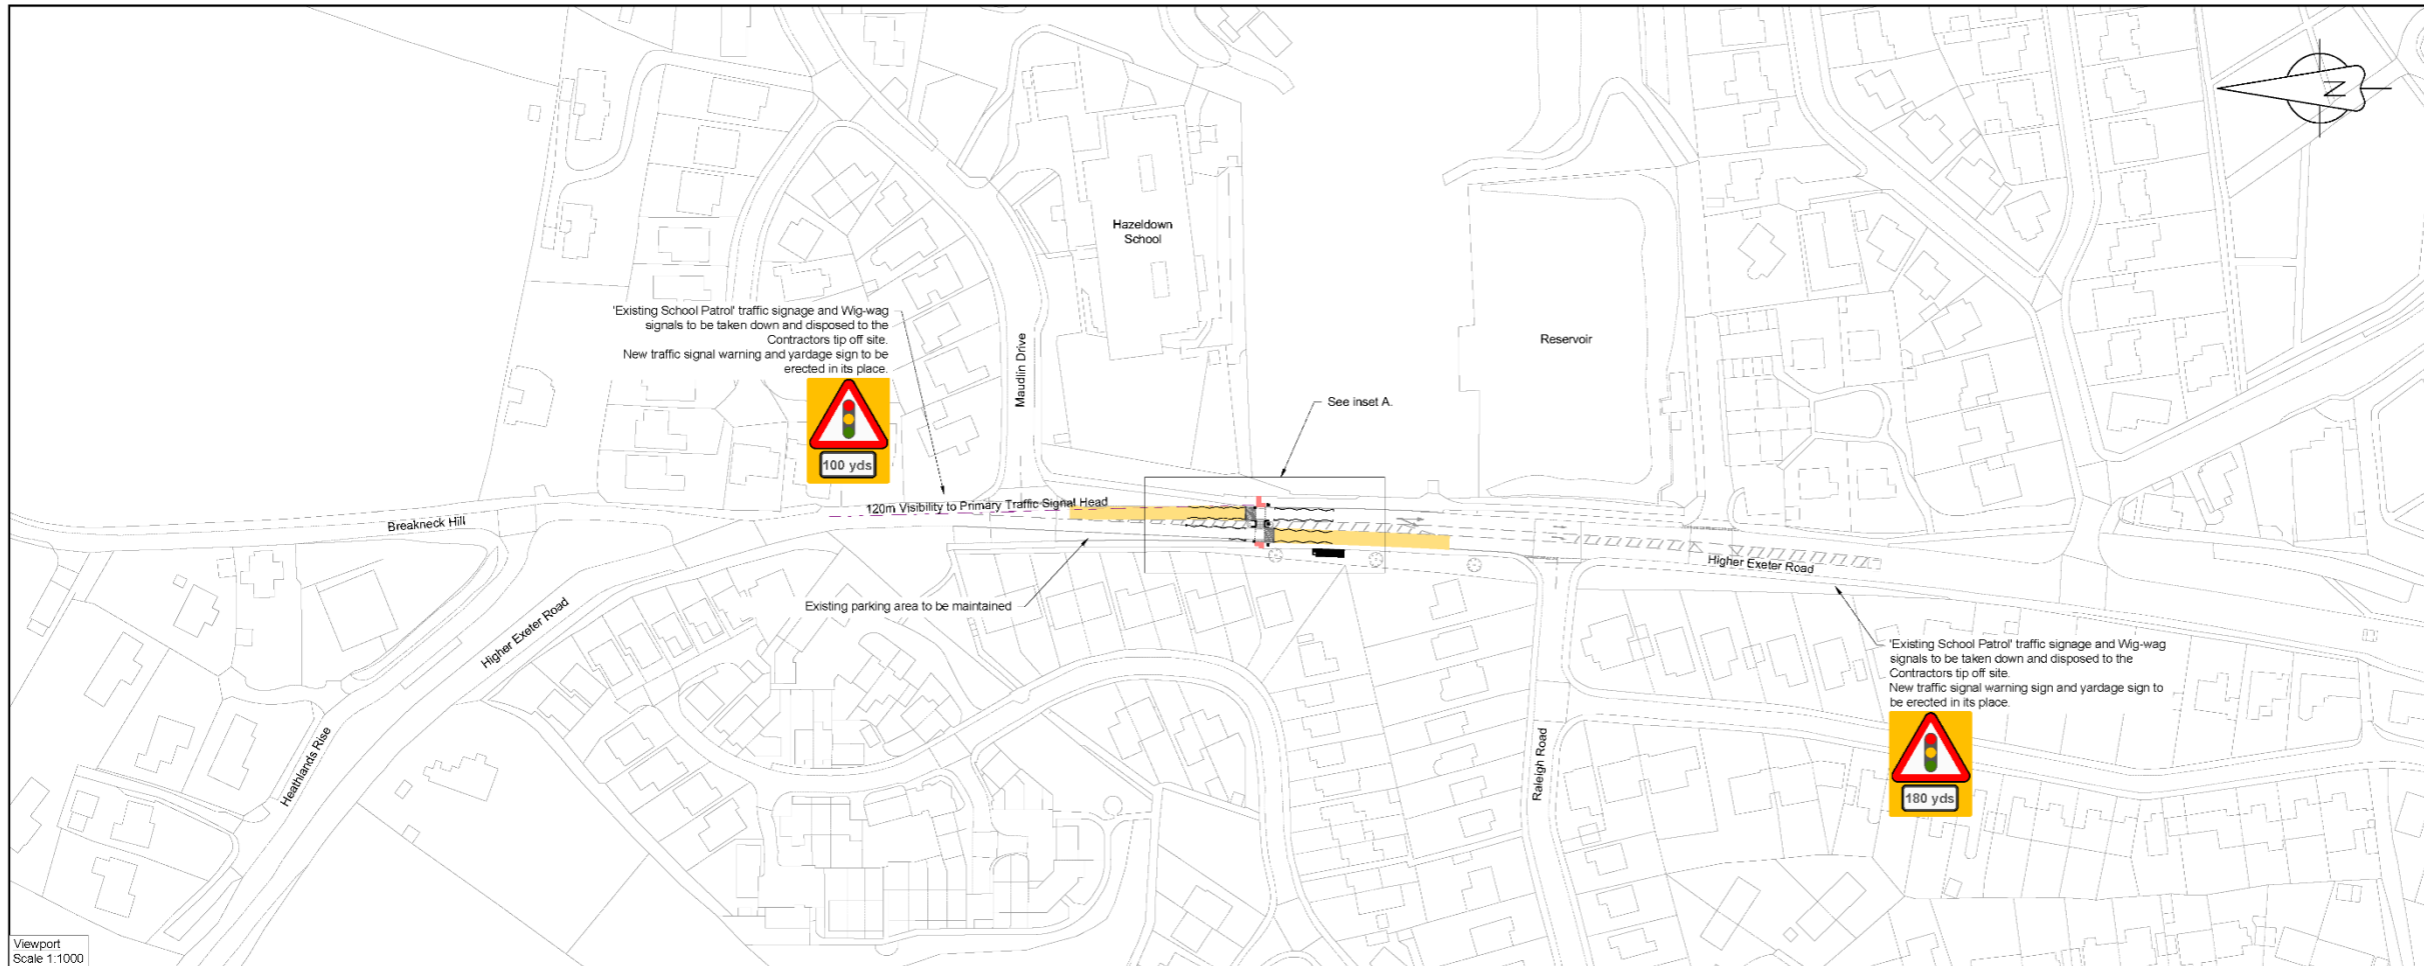 N
Hazeldown
School
'Existing School Patrol' traffic signage and Wig-wag
signals to be taken down and disposed to the
Contractors tip off site.
New traffic signal warning and yardage sign to be
erected in its place.
100 yds
Maudlin Drive
Reservoir
See inset A.
120m Visibility to Primary Traffic Signal Head
Breakneck Hill
Higher Exeter Road
Existing parking area to be maintained
Higher Exeter Road
'Existing School Patrol' traffic signage and Wig-wag
signals to be taken down and disposed to the
Contractors tip off site.
New traffic signal warning sign and yardage sign to
be erected in its place.
180 yds
Heathlands Rise
Raleigh Road
Viewport
Scale 1:1000